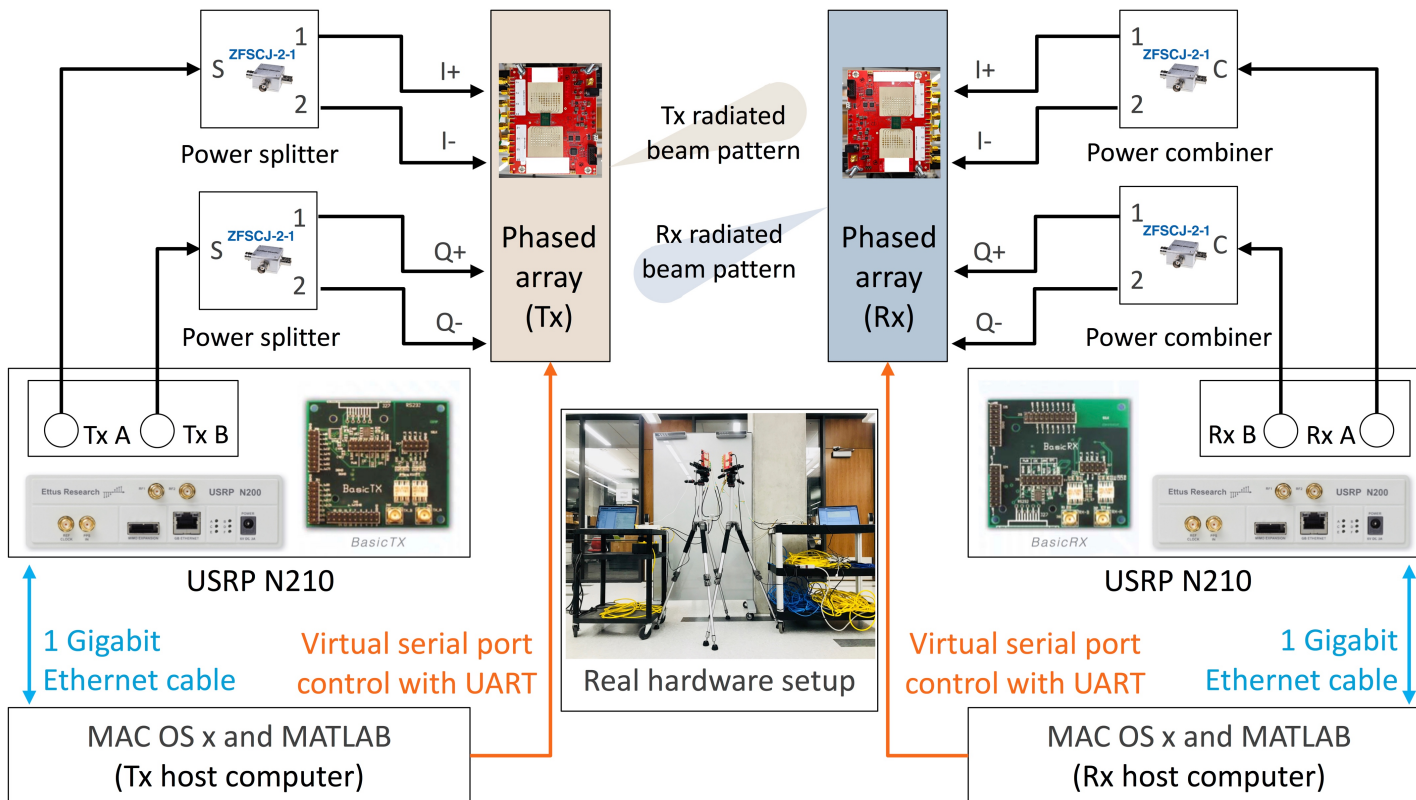 1
ZFSCJ-2-1
S
2
Power splitter
I+
I-
1
ZFSCJ-2-1
S
2
Power splitter
Q+
Q-
Phased
array
(Tx)
Tx radiated
beam pattern
Rx radiated
beam pattern
Phased
array
(Rx)
I+
I-
1
ZFSCJ-2-1
C
2
Power combiner
Q+
Q-
1
ZFSCJ-2-1
C
2
Power combiner
Tx A
Tx B
BasicTX
BasicTX
Ettus Research
USRP N200
USRP N210
Rx B
Rx A
BasicRX
BasicRX
Ettus Research
USRP N200
USRP N210
1 Gigabit
Ethernet cable
Virtual serial port
control with UART
Real hardware setup
Virtual serial port
control with UART
1 Gigabit
Ethernet cable
MAC OS x and MATLAB
(Tx host computer)
MAC OS x and MATLAB
(Rx host computer)